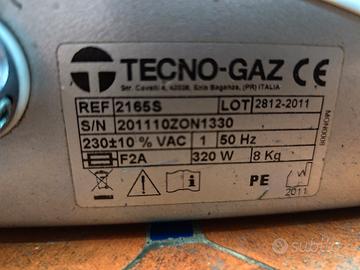 TECNO-GAZ CE
Str. Cavalli 4, 43038, Sala Baganza, (PR) ITALIA
REF 2165S LOT 2812-2011
S/N 201110ZON1330
230±10 % VAC 1 50 Hz
F2A 320 W 8 Kg
PE 2011
subito